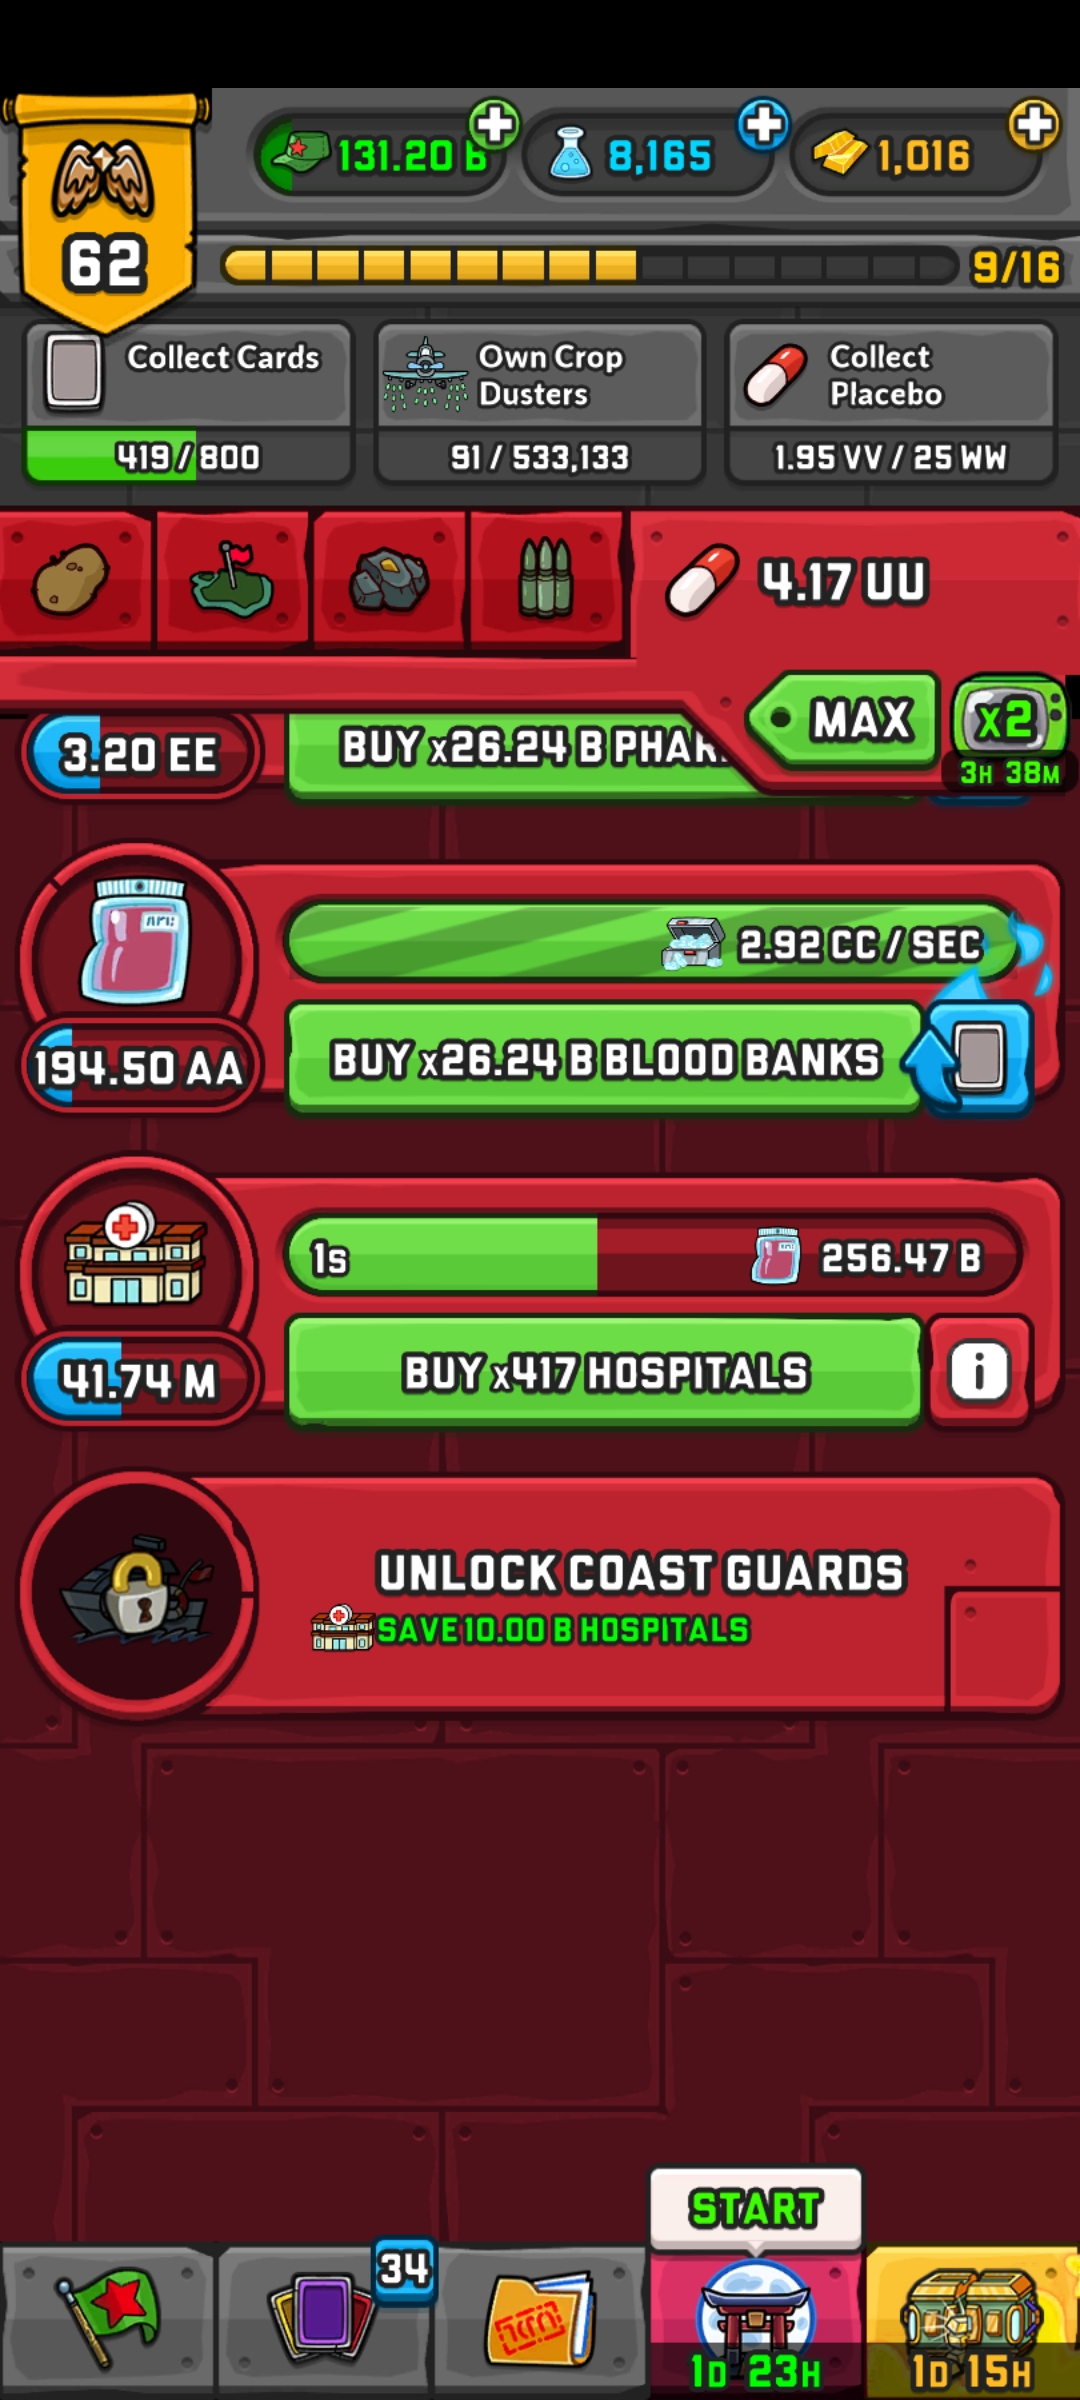 131.20 B
8,165
1,016
62
9/16
Collect Cards
419 / 800
Own Crop
Dusters
91 / 533,133
Collect
Placebo
1.95 VV / 25 WW
4.17 UU
MAX
x2
3H 38M
3.20 EE
BUY x26.24 B PHAR
2.92 CC / SEC
194.50 AA
BUY x26.24 B BLOOD BANKS
1s
256.47 B
41.74 M
BUY x417 HOSPITALS
i
UNLOCK COAST GUARDS
SAVE 10.00 B HOSPITALS
START
34
1D 23H
1D 15H